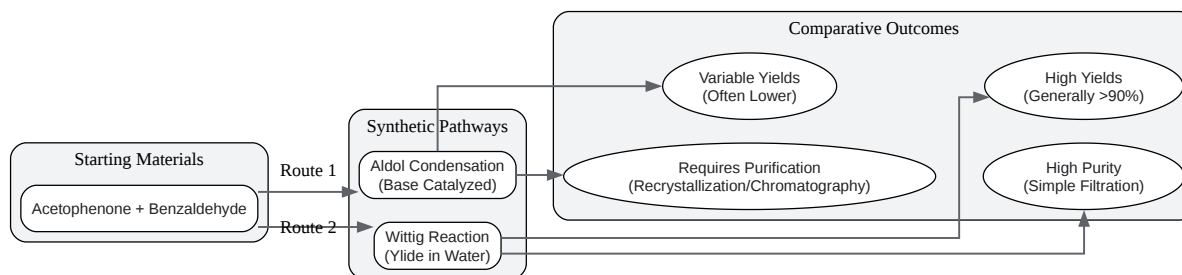 Starting Materials
Acetophenone + Benzaldehyde
Route 1
Route 2
Synthetic Pathways
Aldol Condensation
(Base Catalyzed)
Wittig Reaction
(Ylide in Water)
Comparative Outcomes
Variable Yields
(Often Lower)
High Yields
(Generally >90%)
Requires Purification
(Recrystallization/Chromatography)
High Purity
(Simple Filtration)